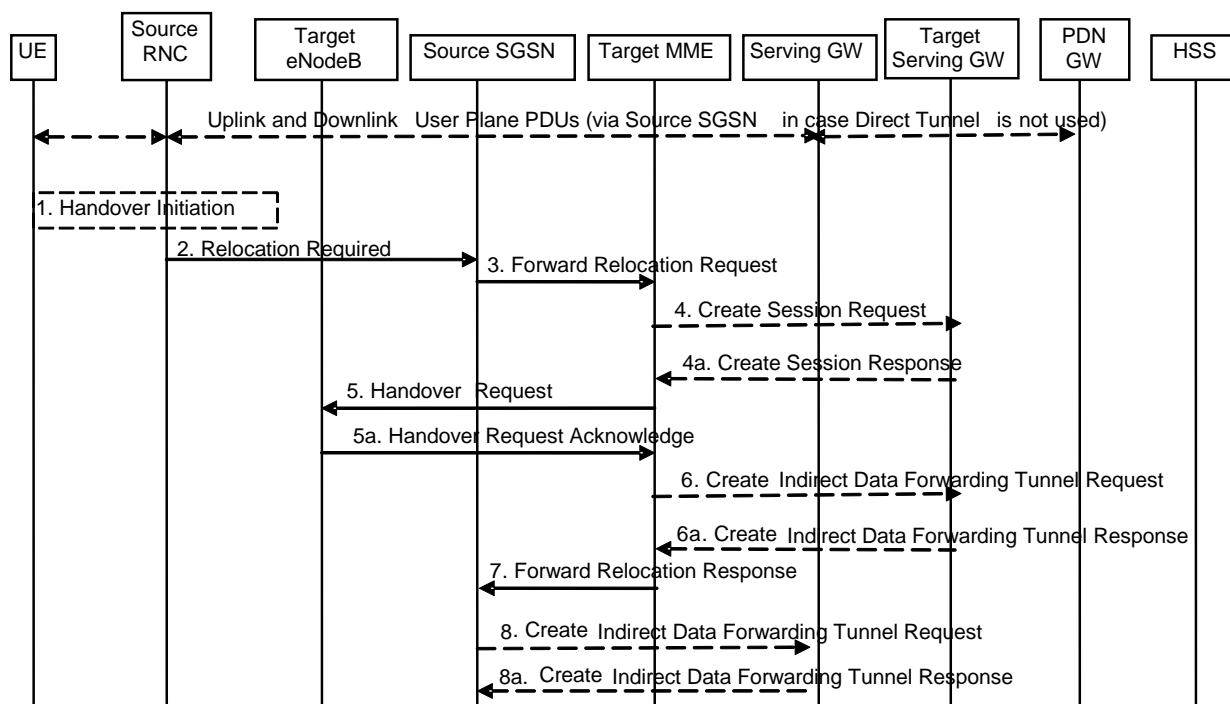 UE
Source
RNC
Target
eNodeB
Source SGSN
Target MME
Serving GW
Target
Serving GW
PDN
GW
HSS
Uplink and Downlink User Plane PDUs (via Source SGSN in case Direct Tunnel is not used)
1. Handover Initiation
2. Relocation Required
3. Forward Relocation Request
4. Create Session Request
4a. Create Session Response
5. Handover Request
5a. Handover Request Acknowledge
6. Create Indirect Data Forwarding Tunnel Request
6a. Create Indirect Data Forwarding Tunnel Response
7. Forward Relocation Response
8. Create Indirect Data Forwarding Tunnel Request
8a. Create Indirect Data Forwarding Tunnel Response